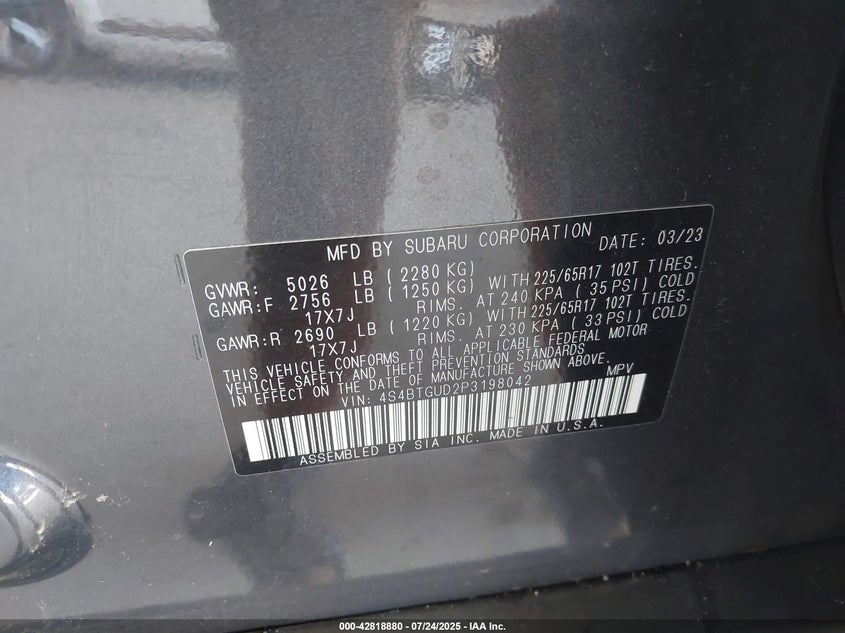 MFD BY SUBARU CORPORATION DATE: 03/23
GVWR: 5026 LB ( 2280 KG)
GAWR:F 2756 LB ( 1250 KG) WITH 225/65R17 102T TIRES.
17X7J RIMS. AT 240 KPA ( 35 PSI) COLD
GAWR:R 2690 LB ( 1220 KG) WITH 225/65R17 102T TIRES.
17X7J RIMS. AT 230 KPA ( 33 PSI) COLD
THIS VEHICLE CONFORMS TO ALL APPLICABLE FEDERAL MOTOR
VEHICLE SAFETY AND THEFT PREVENTION STANDARDS
IN EFFECT ON THE DATE OF MANUFACTURE SHOWN ABOVE.
VIN: 4S4BTGUD2P3198042 MPV
ASSEMBLED BY SIA INC. MADE IN U.S.A.
000-42818880 - 07/24/2025 - IAA Inc.